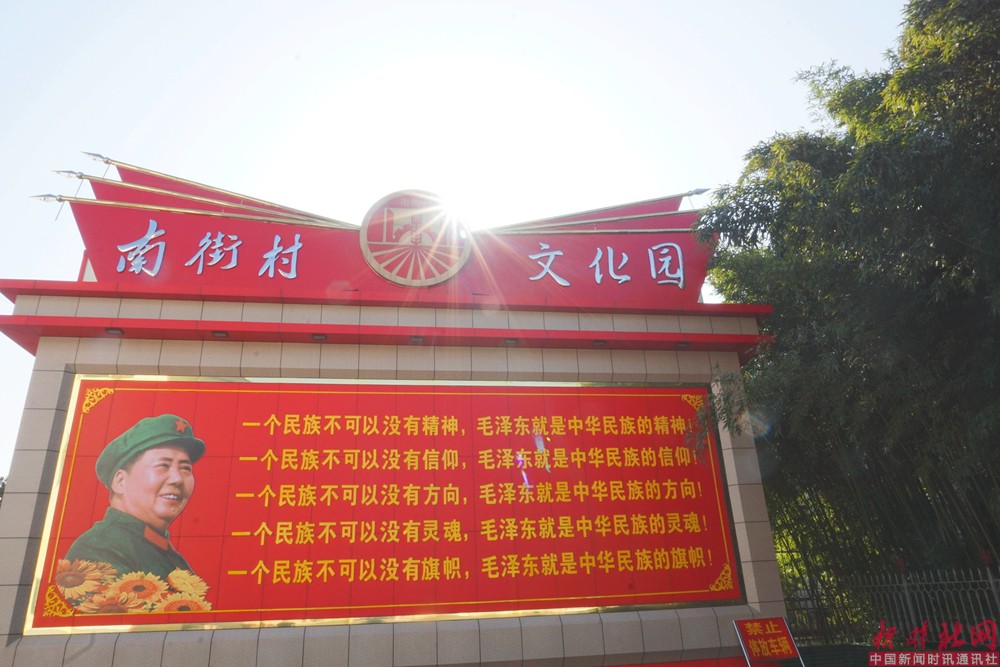 南街村 文化园
一个民族不可以没有精神，毛泽东就是中华民族的精神！
一个民族不可以没有信仰，毛泽东就是中华民族的信仰！
一个民族不可以没有方向，毛泽东就是中华民族的方向！
一个民族不可以没有灵魂，毛泽东就是中华民族的灵魂！
一个民族不可以没有旗帜，毛泽东就是中华民族的旗帜！
禁止
停放车辆
中国新闻时讯通讯社